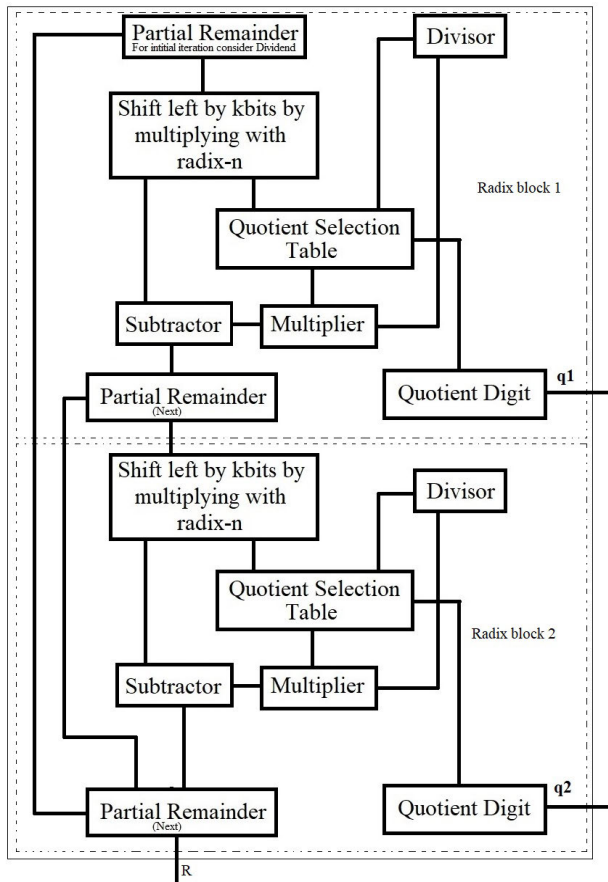 Partial Remainder
For intitial iteration consider Dividend
Divisor
Shift left by kbits by
multiplying with
radix-n
Radix block 1
Quotient Selection
Table
Subtractor
Multiplier
Partial Remainder
(Next)
Quotient Digit
q1
Shift left by kbits by
multiplying with
radix-n
Divisor
Quotient Selection
Table
Radix block 2
Subtractor
Multiplier
Partial Remainder
(Next)
Quotient Digit
q2
R